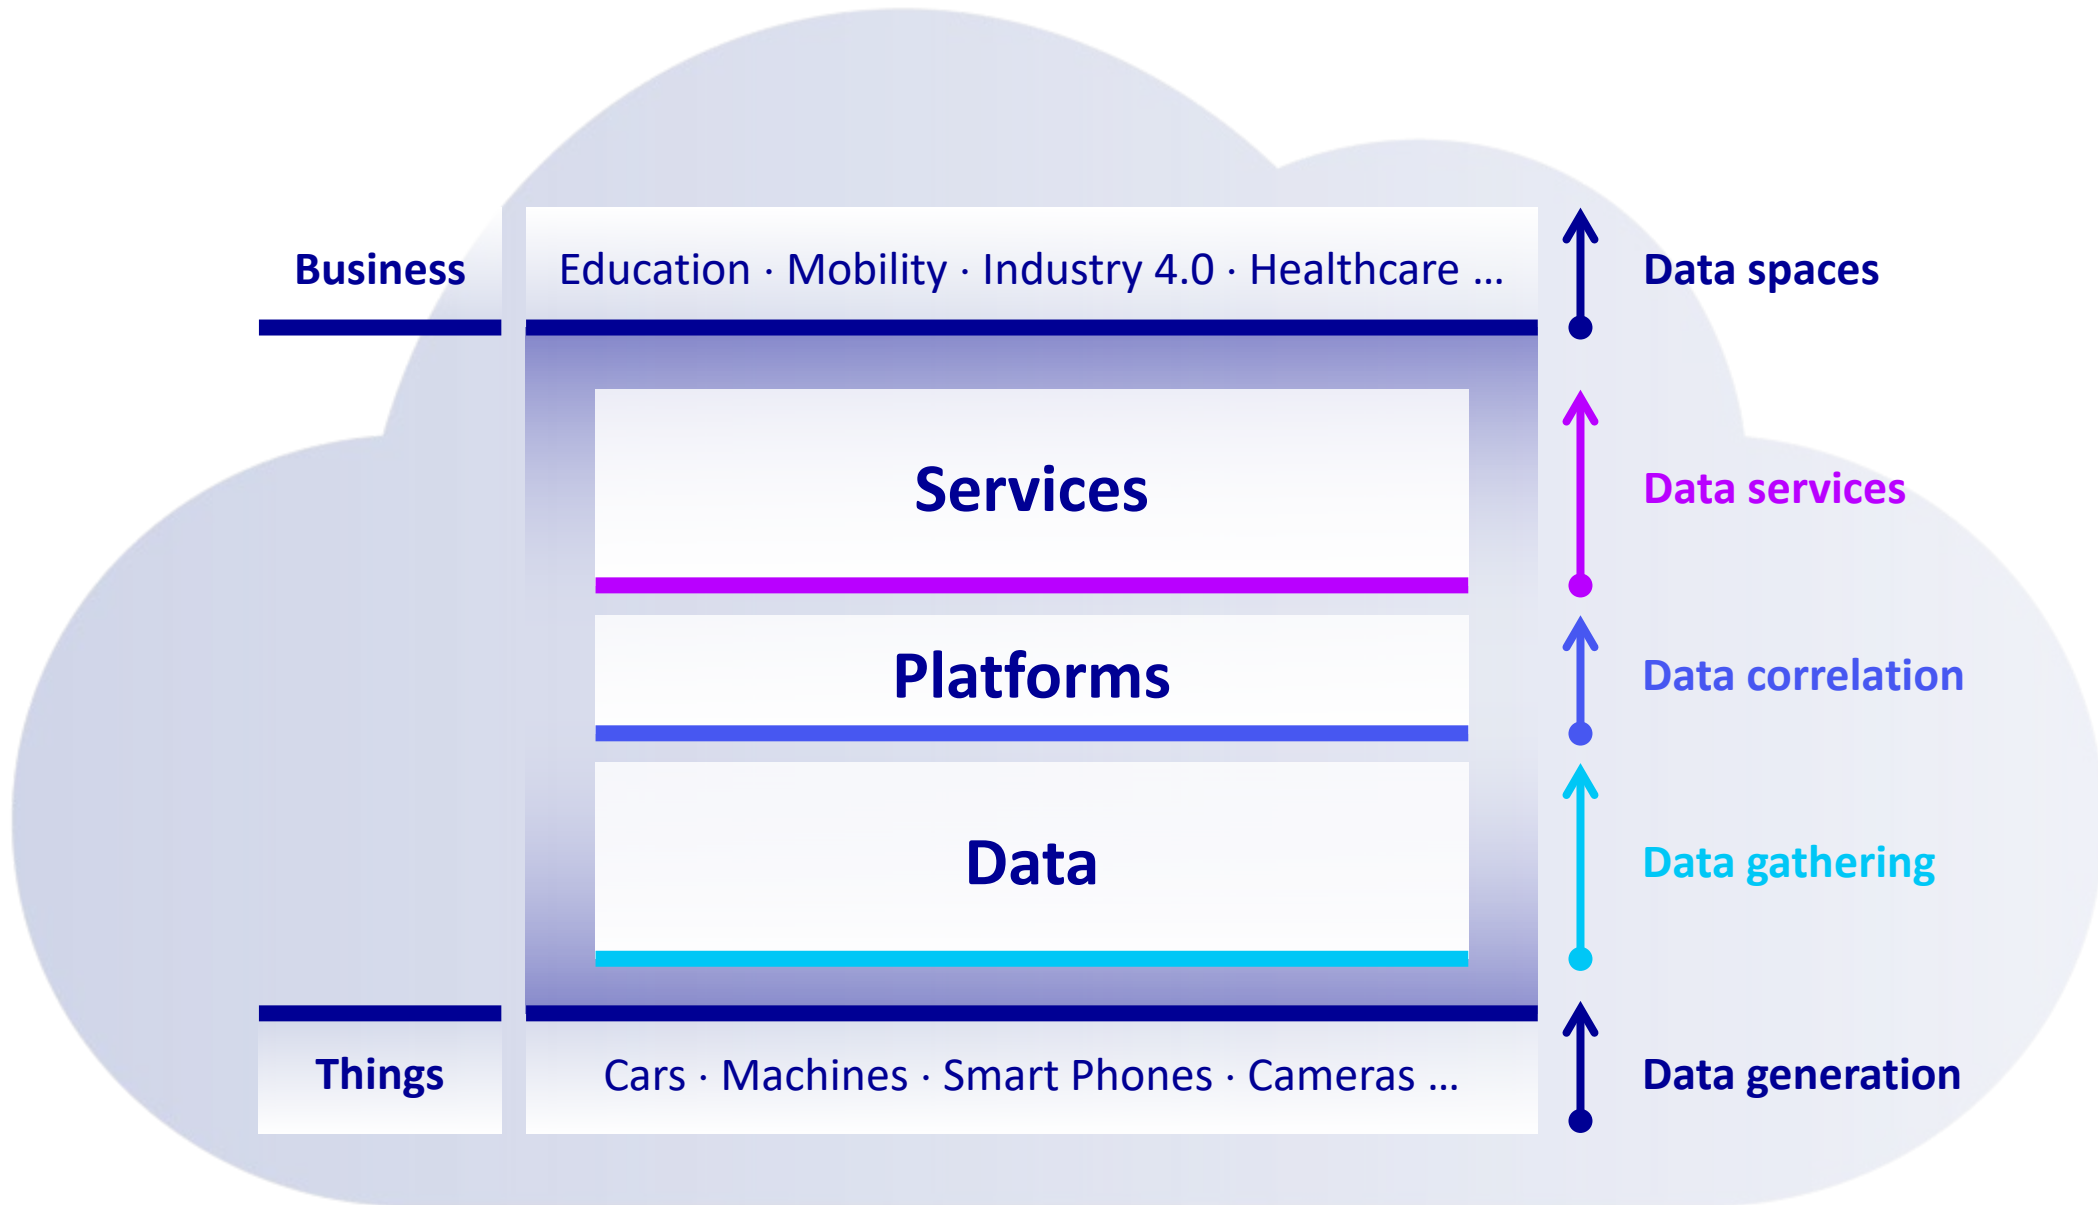 Business
Education · Mobility · Industry 4.0 · Healthcare ...
Data spaces
Services
Data services
Platforms
Data correlation
Data
Data gathering
Things
Cars · Machines · Smart Phones · Cameras ...
Data generation